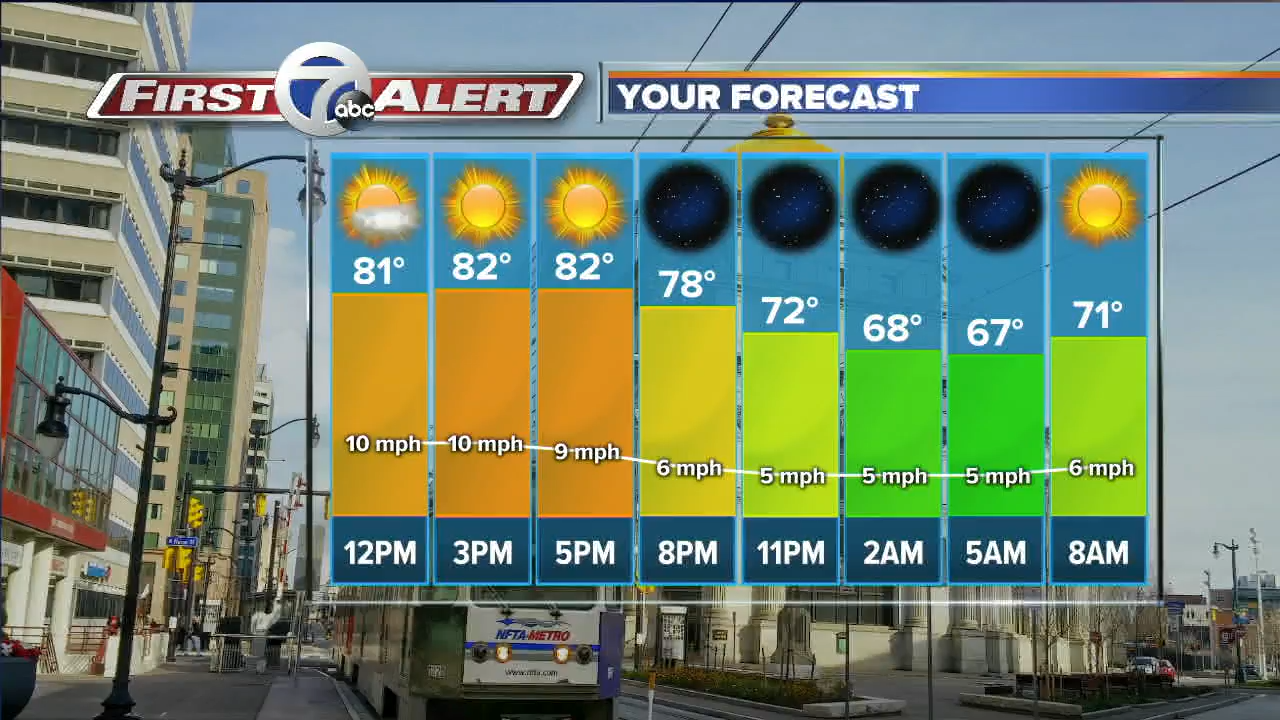 FIRST 7 abc ALERT
YOUR FORECAST
81° 82° 82° 78° 72° 68° 67° 71°
10 mph 10 mph 9 mph 6 mph 5 mph 5 mph 5 mph 6 mph
12PM 3PM 5PM 8PM 11PM 2AM 5AM 8AM
NFTA-METRO